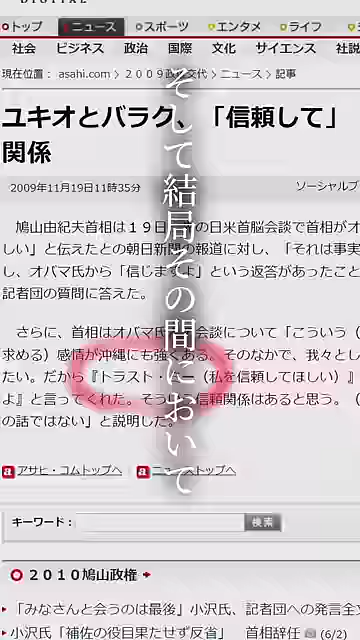 DIGITAL
トップ ニュース スポーツ エンタメ ライフ
社会 ビジネス 政治 国際 文化 サイエンス 社説
現在位置： asahi.com > ２００９政権交代 > ニュース > 記事
ユキオとバラク、「信頼して」
関係
2009年11月19日11時35分
ソーシャルブ
鳩山由紀夫首相は１９日、
の日米首脳会談で首相がオ
しい」と伝えたとの朝日新聞の報道に対し、「それは事実
し、オバマ氏から「信じますよ」という返答があったこと
記者団の質問に答えた。
さらに、首相はオバマ氏
会談について「こういう（
求める）感情が沖縄にも強くある。そのなかで、我々とし
たい。だから『トラスト・
（私を信頼してほしい）』
よ』と言ってくれた。そうい
信頼関係はあると思う。（
の話ではない」と説明した。
そして結局その間において
アサヒ・コムトップへ ニューストップへ
キーワード： 検索
２０１０鳩山政権
「みなさんと会うのは最後」小沢氏、記者団への発言全文
小沢氏「補佐の役目果たせず反省」 首相辞任 (6/2)